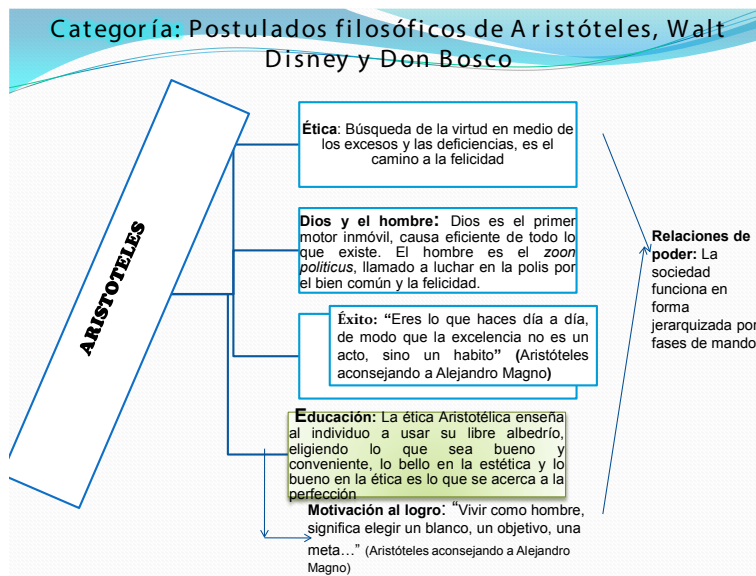 Categoría: Postulados filosóficos de Aristóteles, Walt
Disney y Don Bosco
ARISTOTELES
Ética: Búsqueda de la virtud en medio de
los excesos y las deficiencias, es el
camino a la felicidad
Dios y el hombre: Dios es el primer
motor inmóvil, causa eficiente de todo lo
que existe. El hombre es el zoon
políticus, llamado a luchar en la polis por
el bien común y la felicidad.
Éxito: “Eres lo que haces día a día,
de modo que la excelencia no es un
acto, sino un habito” (Aristóteles
aconsejando a Alejandro Magno)
Educación: La ética Aristotélica enseña
al individuo a usar su libre albedrío,
eligiendo lo que sea bueno y
conveniente, lo bello en la estética y lo
bueno en la ética es lo que se acerca a la
perfección
Motivación al logro: “Vivir como hombre,
significa elegir un blanco, un objetivo, una
meta…” (Aristóteles aconsejando a Alejandro
Magno)
Relaciones de
poder: La
sociedad
funciona en
forma
jerarquizada por
fases de mando